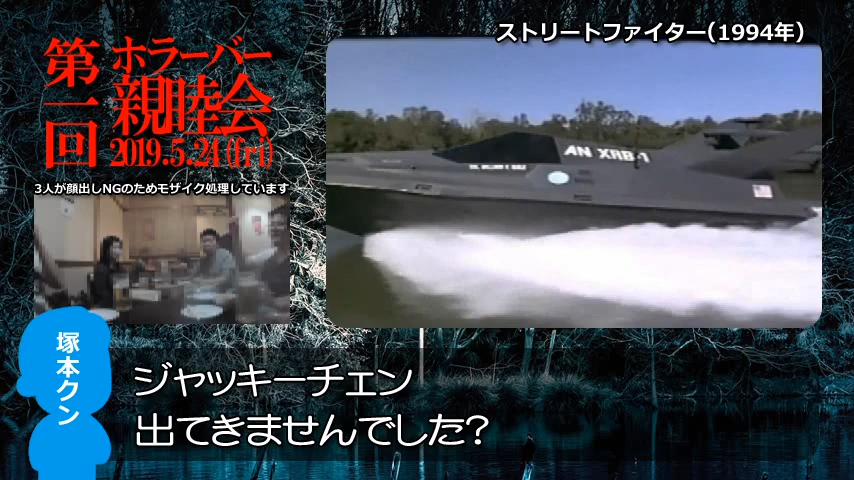 ストリートファイター(1994年)
第一回
ホラーバー
親睦会
2019.5.24(fri)
3人が顔出しNGのためモザイク処理しています
AN XRB-1
塚本クン
ジャッキーチェン
出てきませんでした?